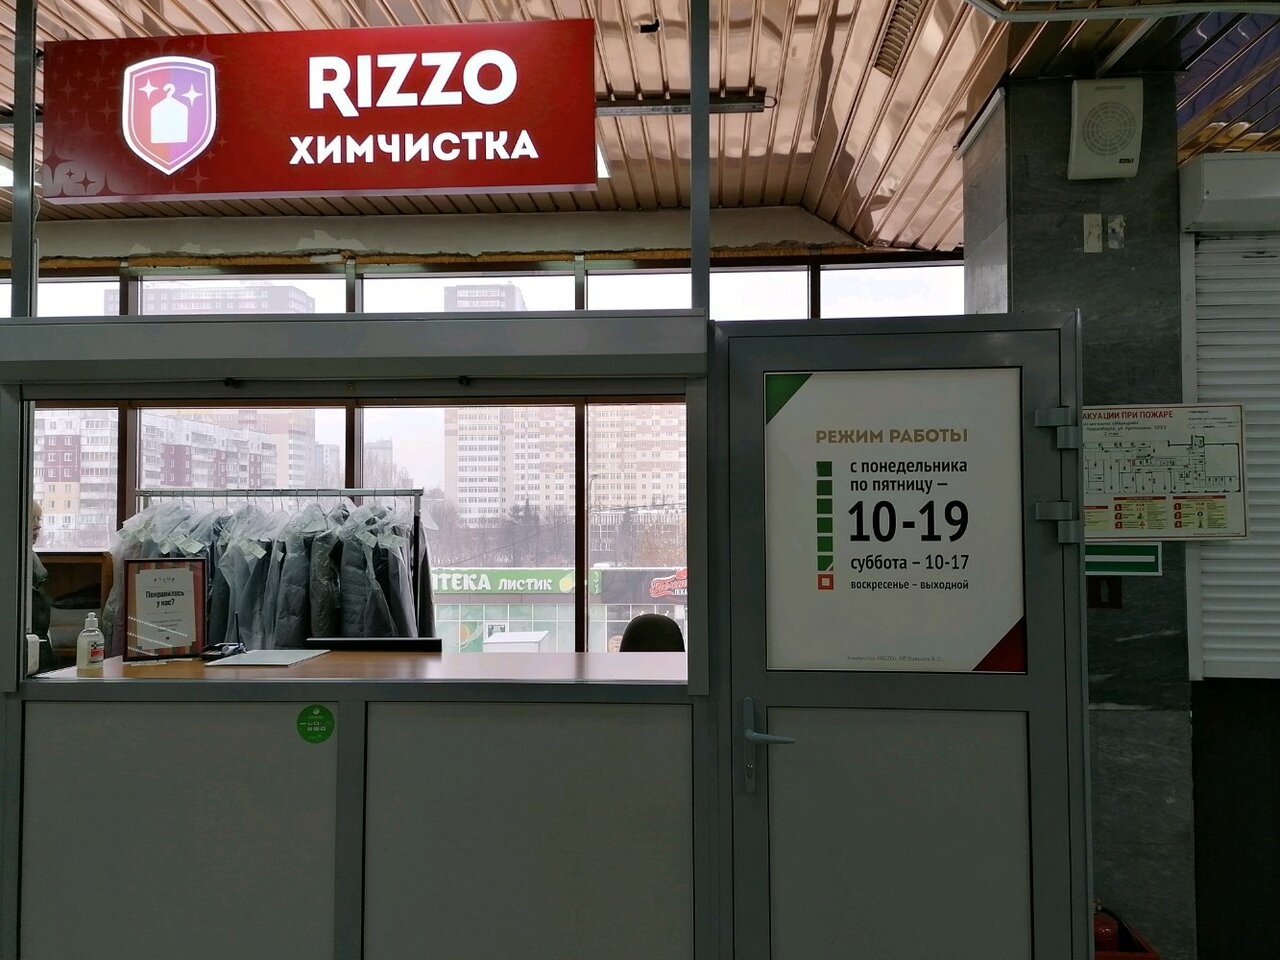 RIZZO
ХИМЧИСТКА
РЕЖИМ РАБОТЫ
с понедельника
по пятницу –
10-19
суббота – 10-17
воскресенье – выходной
АКУАЦИИ ПРИ ПОЖАРЕ
Понравилось
у нас?
ПТЕКА ЛИСТИК